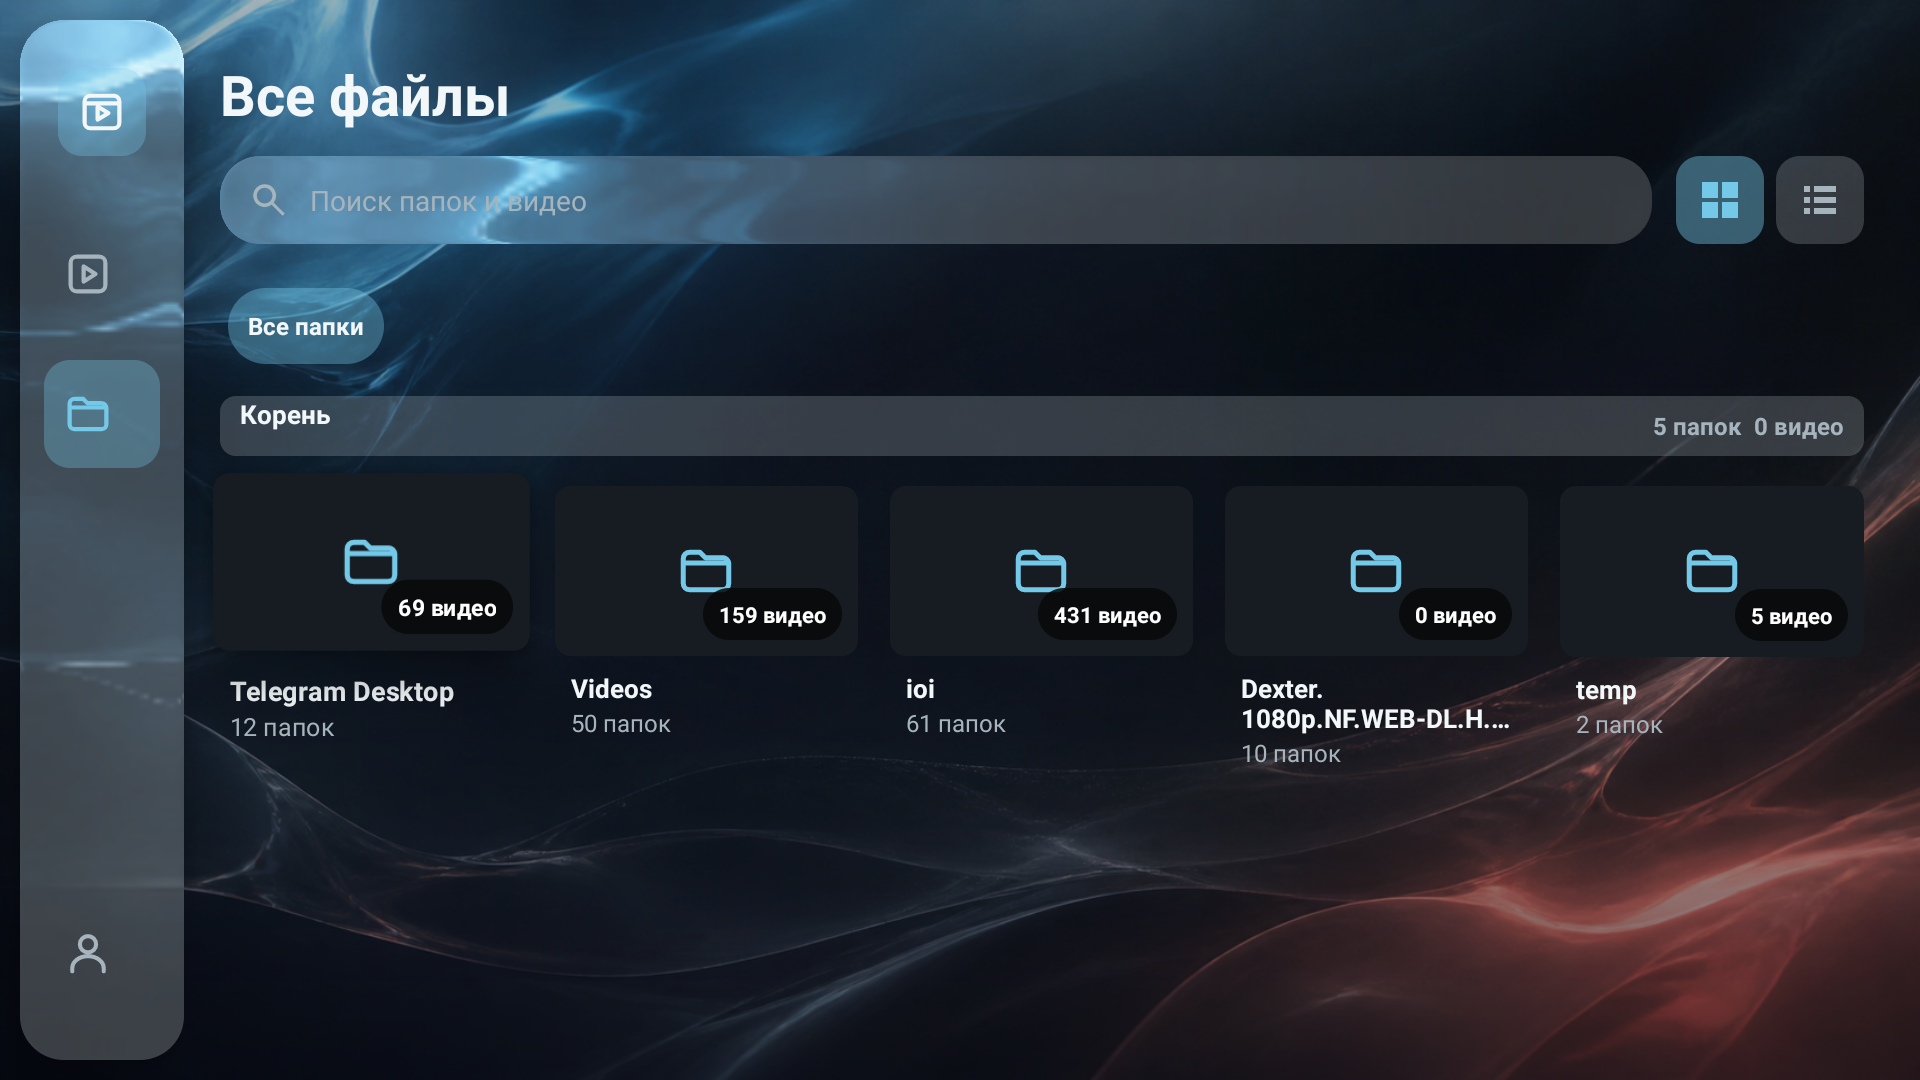 Все файлы
Поиск папок и видео
Все папки
Корень
5 папок 0 видео
69 видео
159 видео
431 видео
0 видео
5 видео
Telegram Desktop
12 папок
Videos
50 папок
ioi
61 папок
Dexter.
1080p.NF.WEB-DL.H....
10 папок
temp
2 папок